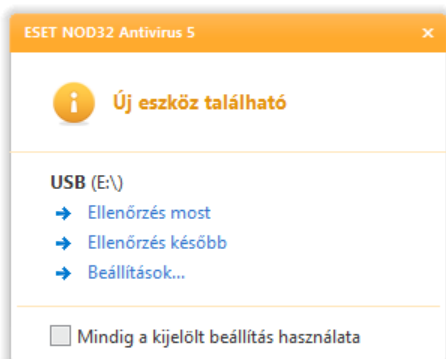 ESET NOD32 Antivirus 5
Új eszköz található
USB (E:\)
Ellenőrzés most
Ellenőrzés később
Beállítások...
Mindig a kijelölt beállítás használata